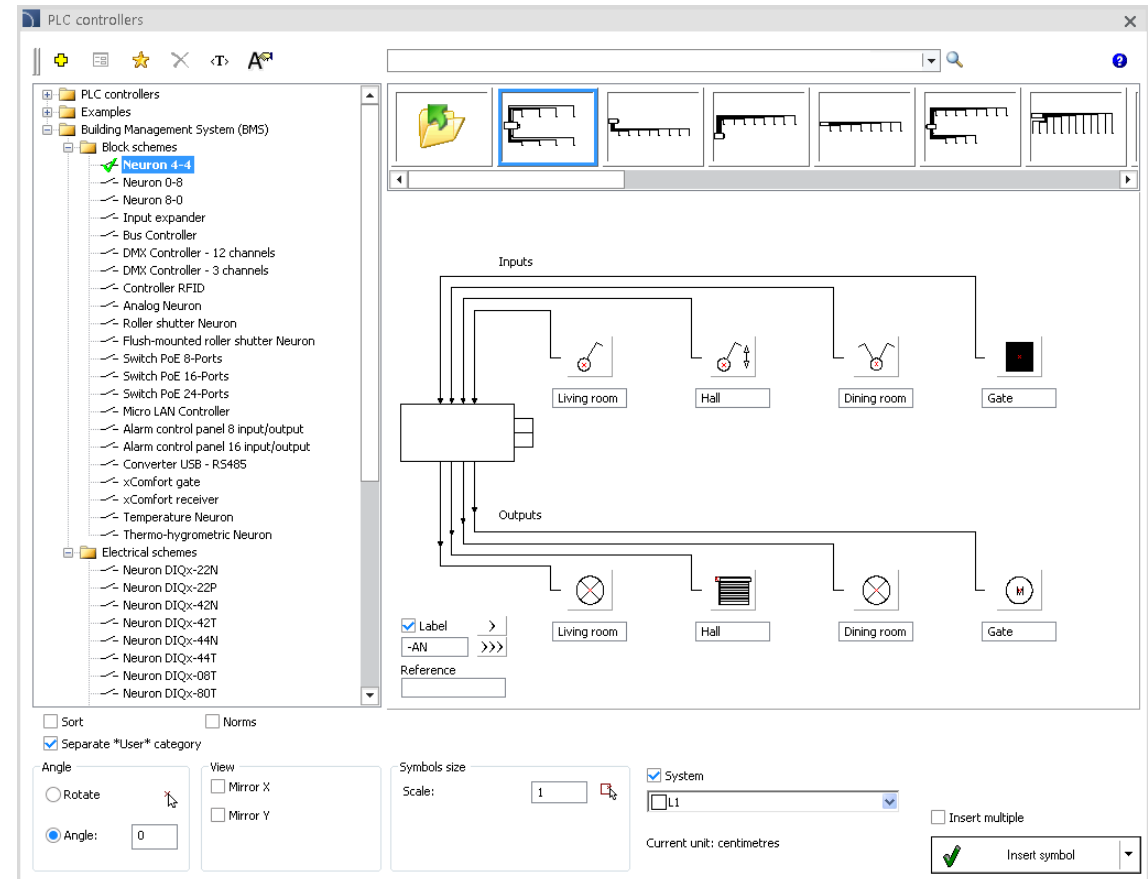 PLC controllers
<T>
A
PLC controllers
Examples
Building Management System (BMS)
Block schemes
Neuron 4-4
Neuron 0-8
Neuron 8-0
Input expander
Bus Controller
DMX Controller - 12 channels
DMX Controller - 3 channels
Controller RFID
Analog Neuron
Roller shutter Neuron
Flush-mounted roller shutter Neuron
Switch PoE 8-Ports
Switch PoE 16-Ports
Switch PoE 24-Ports
Micro LAN Controller
Alarm control panel 8 input/output
Alarm control panel 16 input/output
Converter USB - RS485
xComfort gate
xComfort receiver
Temperature Neuron
Thermo-hygrometric Neuron
Electrical schemes
Neuron DIQx-22N
Neuron DIQx-22P
Neuron DIQx-42N
Neuron DIQx-42T
Neuron DIQx-44N
Neuron DIQx-44T
Neuron DIQx-08T
Neuron DIQx-80T
Inputs
Living room
Hall
Dining room
Gate
Outputs
M
Living room
Hall
Dining room
Gate
Label
>
-AN
>>>
Reference
Sort
Norms
Separate *User* category
Angle
Rotate
Angle:
0
View
Mirror X
Mirror Y
Symbols size
Scale:
1
System
L1
Current unit: centimetres
Insert multiple
Insert symbol